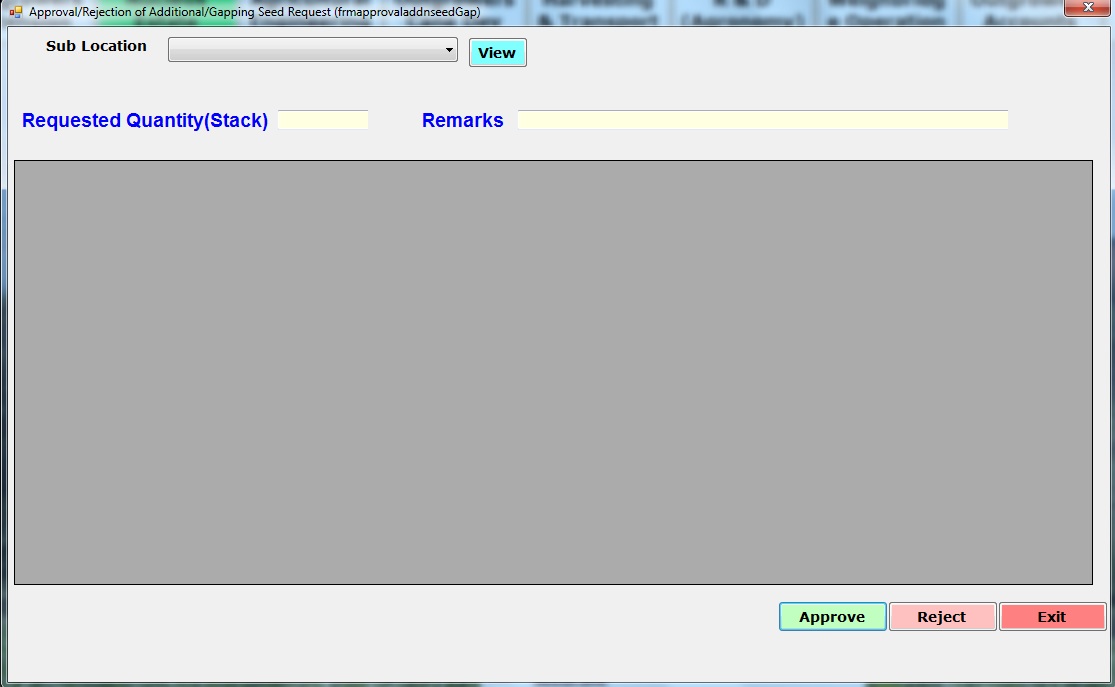 Approval/Rejection of Additional/Gapping Seed Request (frmapprovaladdnseedGap)
Sub Location
View
Requested Quantity(Stack)
Remarks
Approve
Reject
Exit